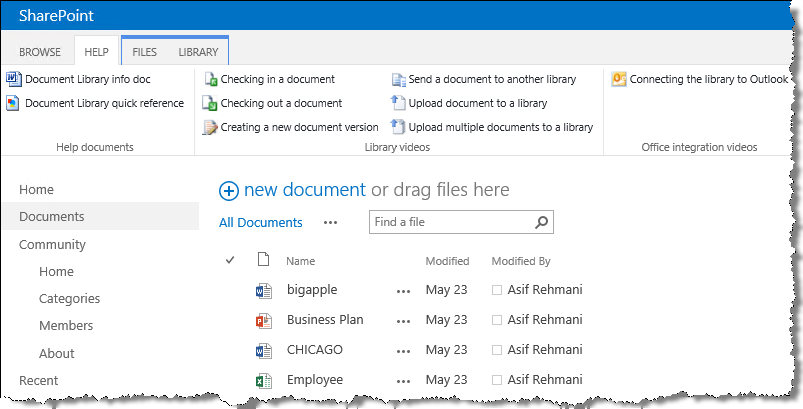 SharePoint
BROWSE HELP FILES LIBRARY
Document Library info doc
Document Library quick reference
Help documents
Checking in a document
Checking out a document
Creating a new document version
Send a document to another library
Upload document to a library
Upload multiple documents to a library
Library videos
Connecting the library to Outlook
Office integration videos
Home
Documents
Community
Home
Categories
Members
About
Recent
new document or drag files here
All Documents ••• Find a file
Name Modified Modified By
bigapple ••• May 23 Asif Rehmani
Business Plan ••• May 23 Asif Rehmani
CHICAGO ••• May 23 Asif Rehmani
Employee ••• May 23 Asif Rehmani